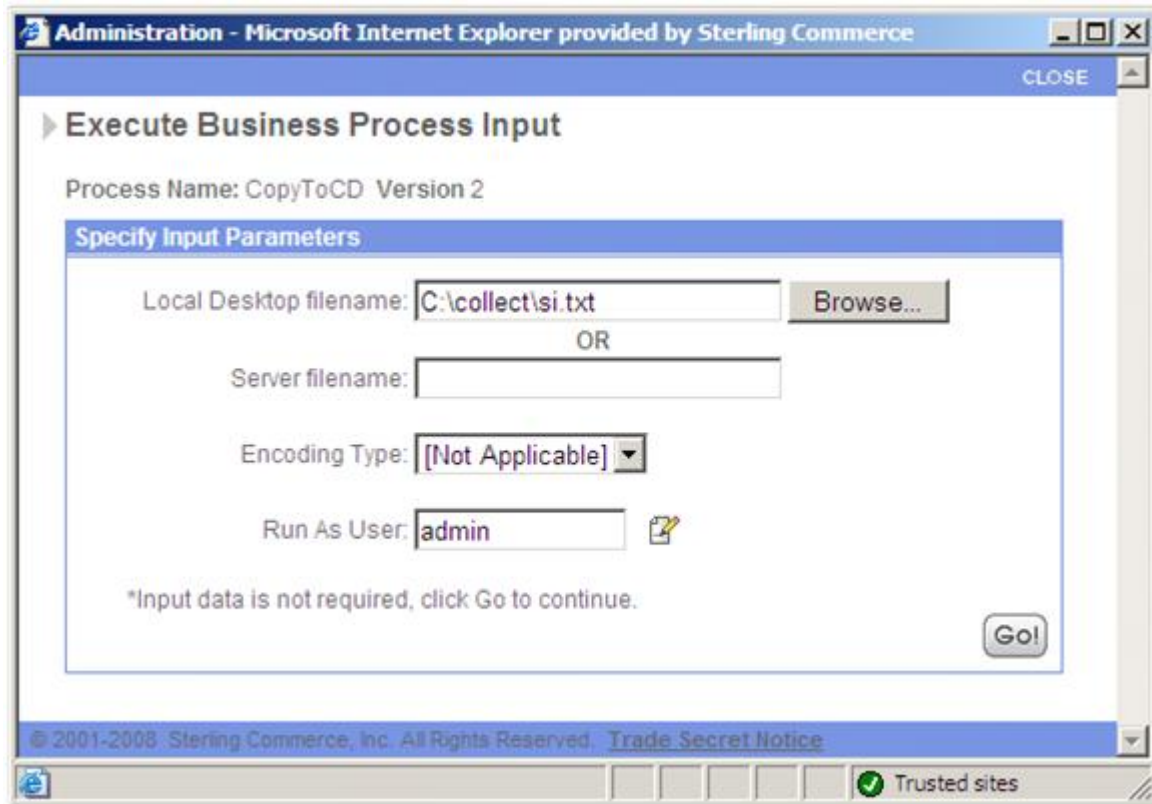 Administration - Microsoft Internet Explorer provided by Sterling Commerce
CLOSE
Execute Business Process Input
Process Name: CopyToCD Version 2
Specify Input Parameters
Local Desktop filename: C:\collect\si.txt Browse...
OR
Server filename:
Encoding Type: [Not Applicable]
Run As User: admin
*Input data is not required, click Go to continue.
Go!
© 2001-2008 Sterling Commerce, Inc. All Rights Reserved. Trade Secret Notice
Trusted sites